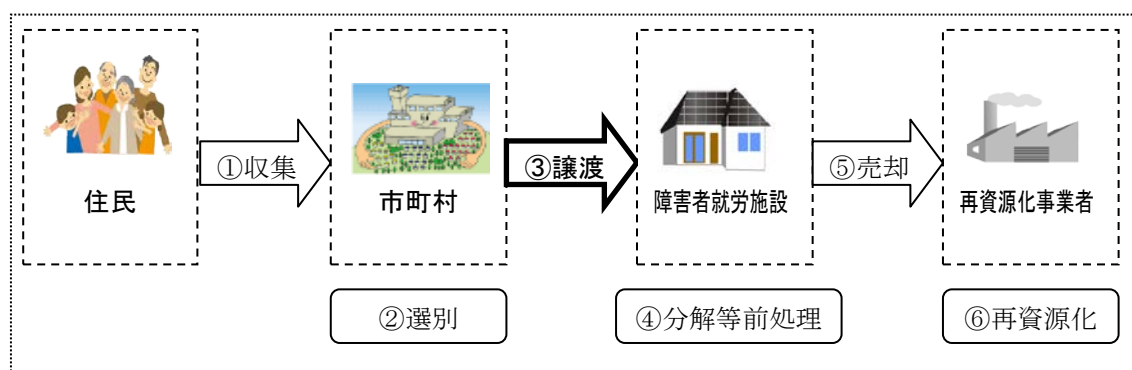 住民
①収集
市町村
②選別
③譲渡
障害者就労施設
④分解等前処理
⑤売却
再資源化事業者
⑥再資源化